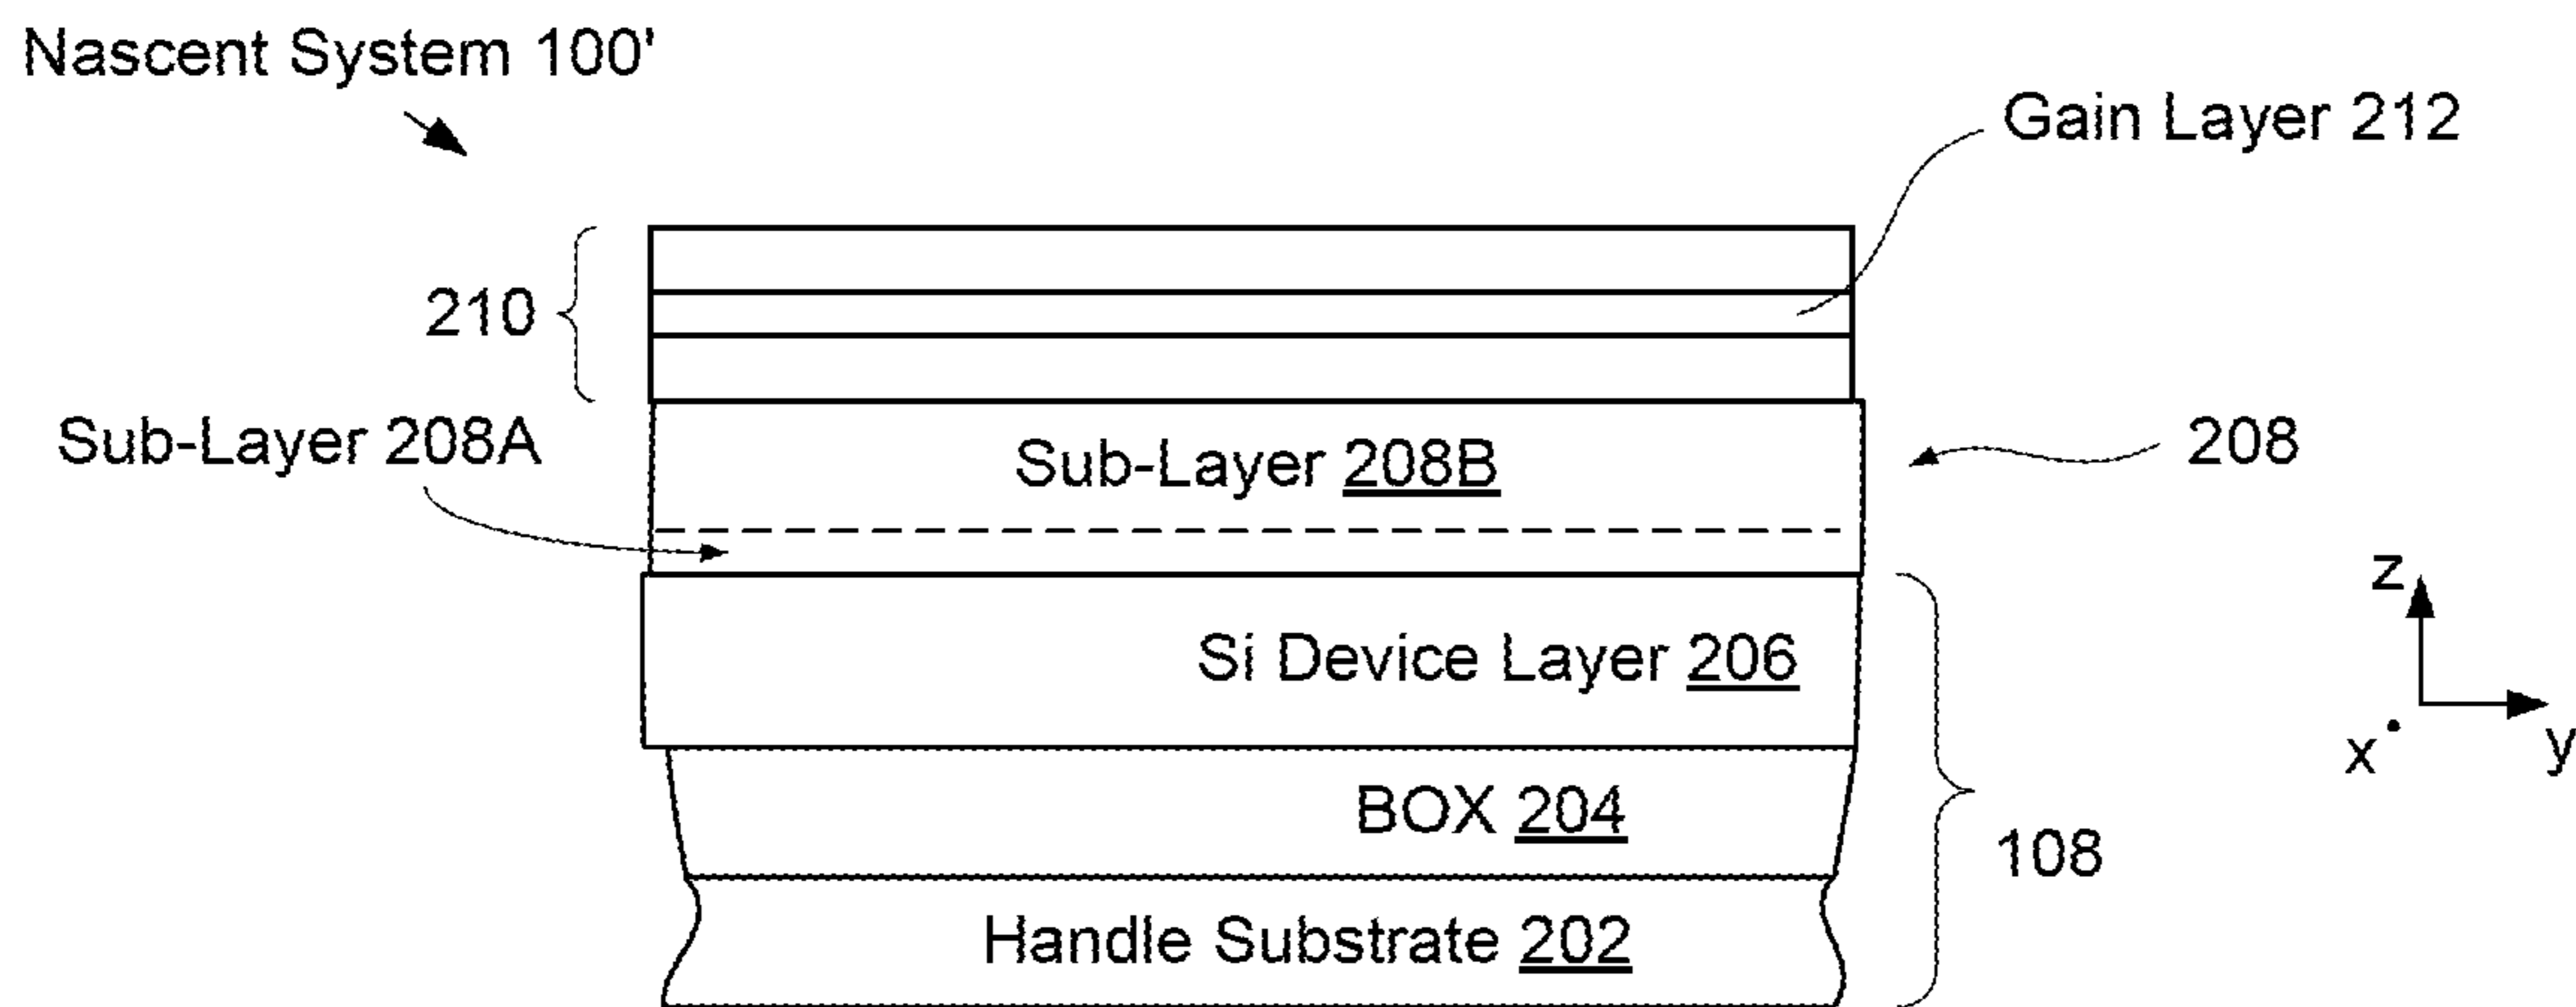 Nascent System 100'
Gain Layer 212
210
Sub-Layer 208A
Sub-Layer 208B
208
Si Device Layer 206
z
x
y
BOX 204
108
Handle Substrate 202